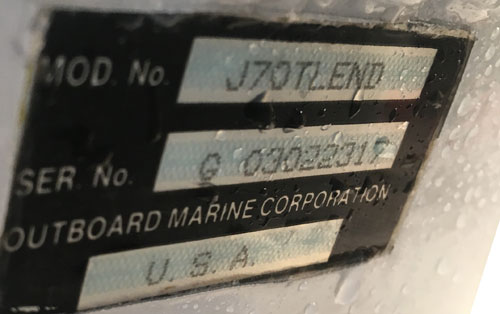 MOD. No. J70TLEND
SER. No. G 03022317
OUTBOARD MARINE CORPORATION
U. S. A.